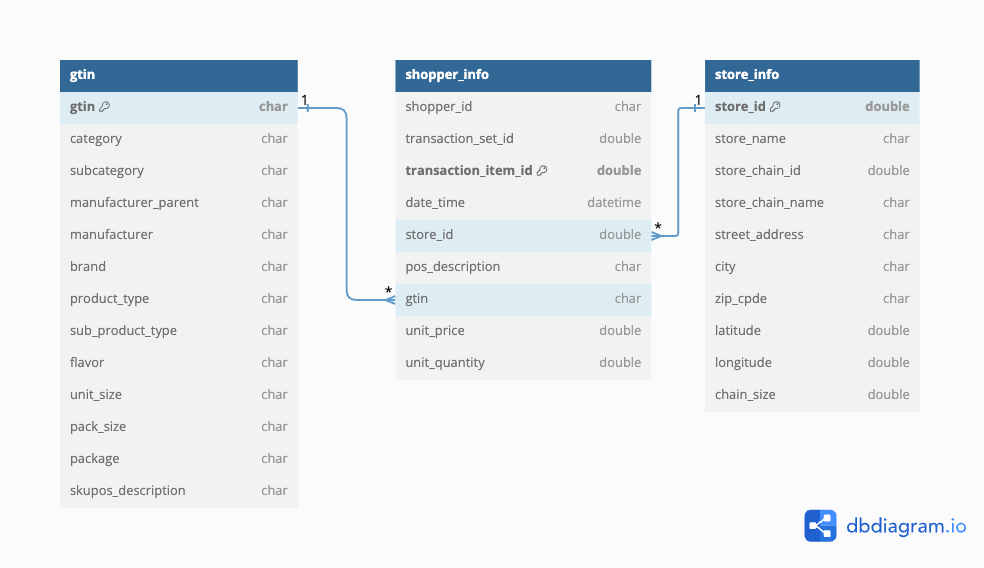 gtin
gtin char
category char
subcategory char
manufacturer_parent char
manufacturer char
brand char
product_type char
sub_product_type char
flavor char
unit_size char
pack_size char
package char
skupos_description char
1
*
shopper_info
shopper_id char
transaction_set_id double
transaction_item_id double
date_time datetime
store_id double
pos_description char
gtin char
unit_price double
unit_quantity double
*
1
store_info
store_id double
store_name char
store_chain_id double
store_chain_name char
street_address char
city char
zip_cpde char
latitude double
longitude double
chain_size double
dbdiagram.io